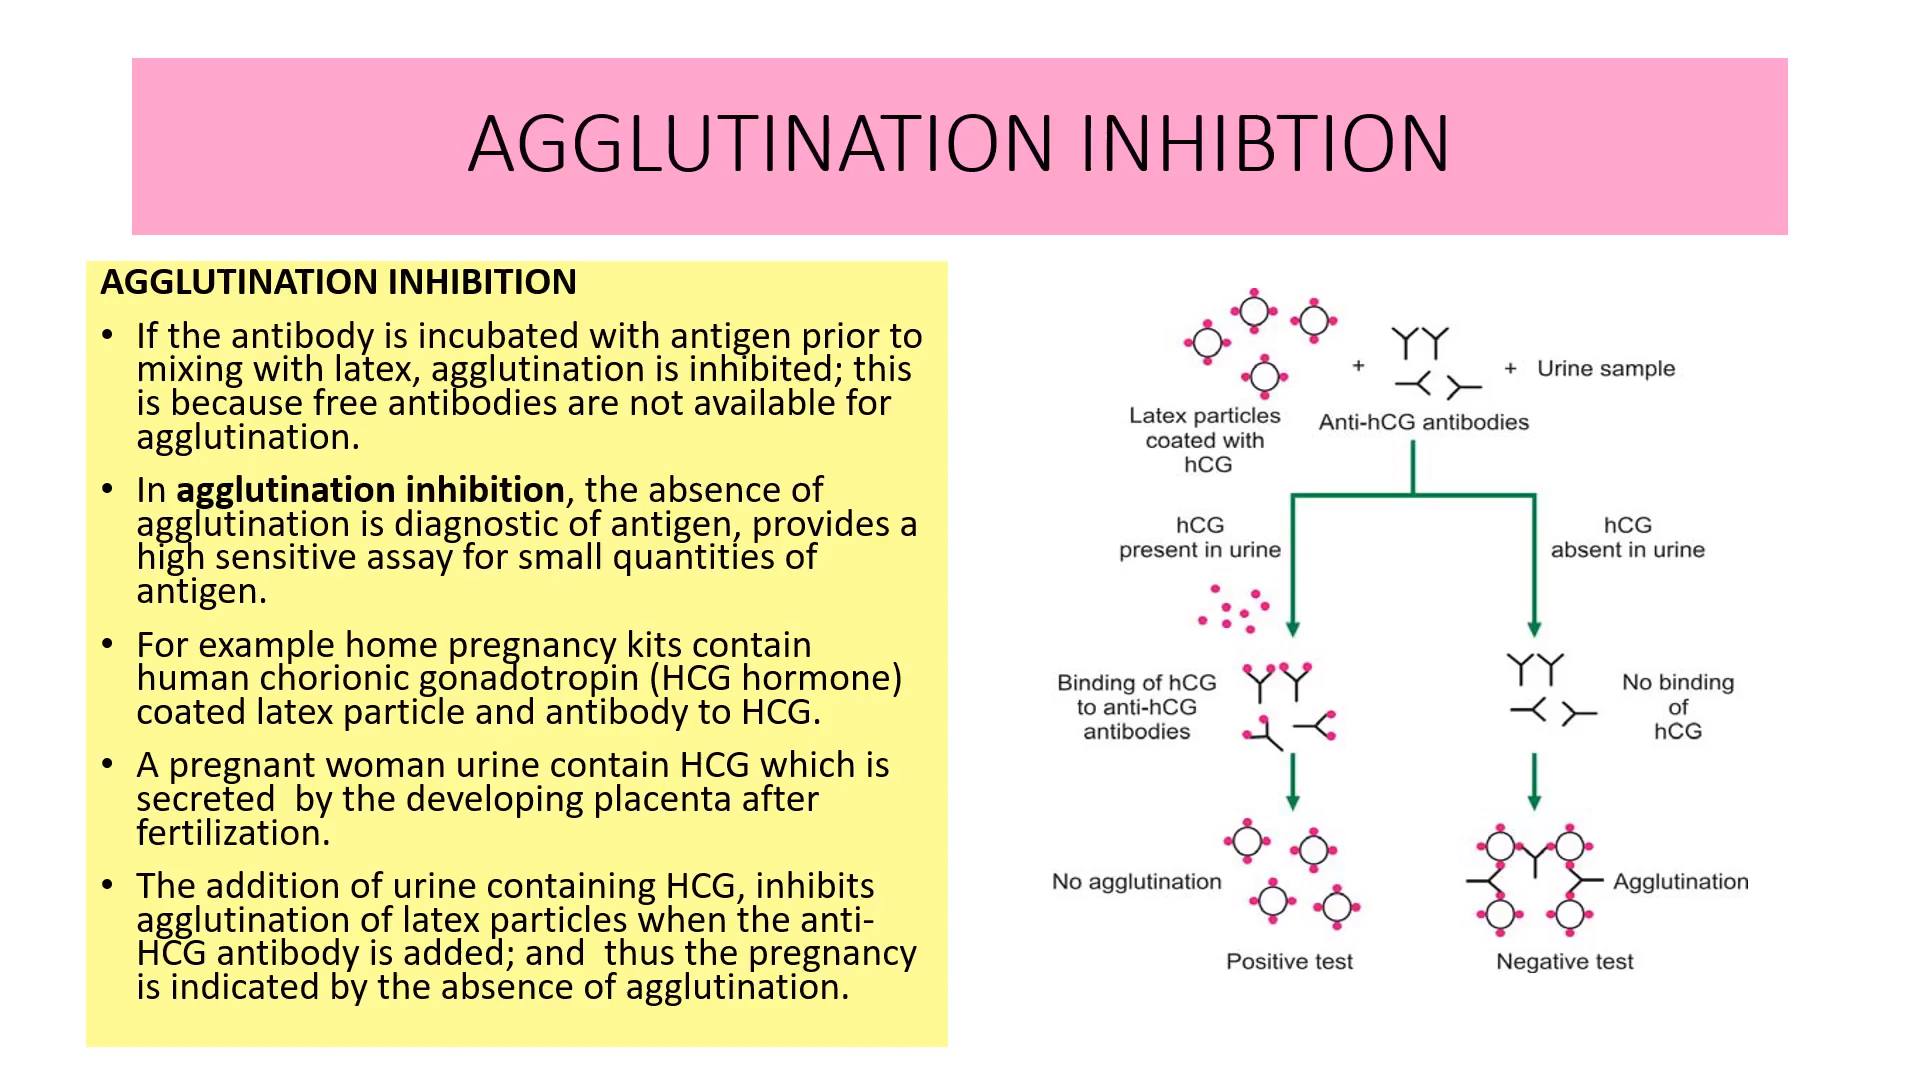 AGGLUTINATION INHIBTION
AGGLUTINATION INHIBITION
• If the antibody is incubated with antigen prior to
mixing with latex, agglutination is inhibited; this
is because free antibodies are not available for
agglutination.
• In agglutination inhibition, the absence of
agglutination is diagnostic of antigen, provides a
high sensitive assay for small quantities of
antigen.
• For example home pregnancy kits contain
human chorionic gonadotropin (HCG hormone)
coated latex particle and antibody to HCG.
• A pregnant woman urine contain HCG which is
secreted  by the developing placenta after
fertilization.
• The addition of urine containing HCG, inhibits
agglutination of latex particles when the anti-
HCG antibody is added; and  thus the pregnancy
is indicated by the absence of agglutination.
+
+ Urine sample
Latex particles
coated with
hCG
Anti-hCG antibodies
hCG
present in urine
hCG
absent in urine
Binding of hCG
to anti-hCG
antibodies
No binding
of
hCG
No agglutination
Agglutination
Positive test
Negative test